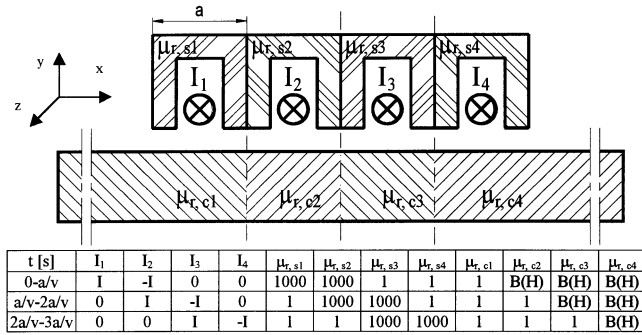 a
μr, s1 μr, s2 μr, s3 μr, s4
y
x
z
I1 I2 I3 I4
μr, c1 μr, c2 μr, c3 μr, c4
t [s] I1 I2 I3 I4 μr, s1 μr, s2 μr, s3 μr, s4 μr, c1 μr, c2 μr, c3 μr, c4
0-a/v I -I 0 0 1000 1000 1 1 1 B(H) B(H) B(H)
a/v-2a/v 0 I -I 0 1 1000 1000 1 1 1 B(H) B(H)
2a/v-3a/v 0 0 I -I 1 1 1000 1000 1 1 1 B(H)